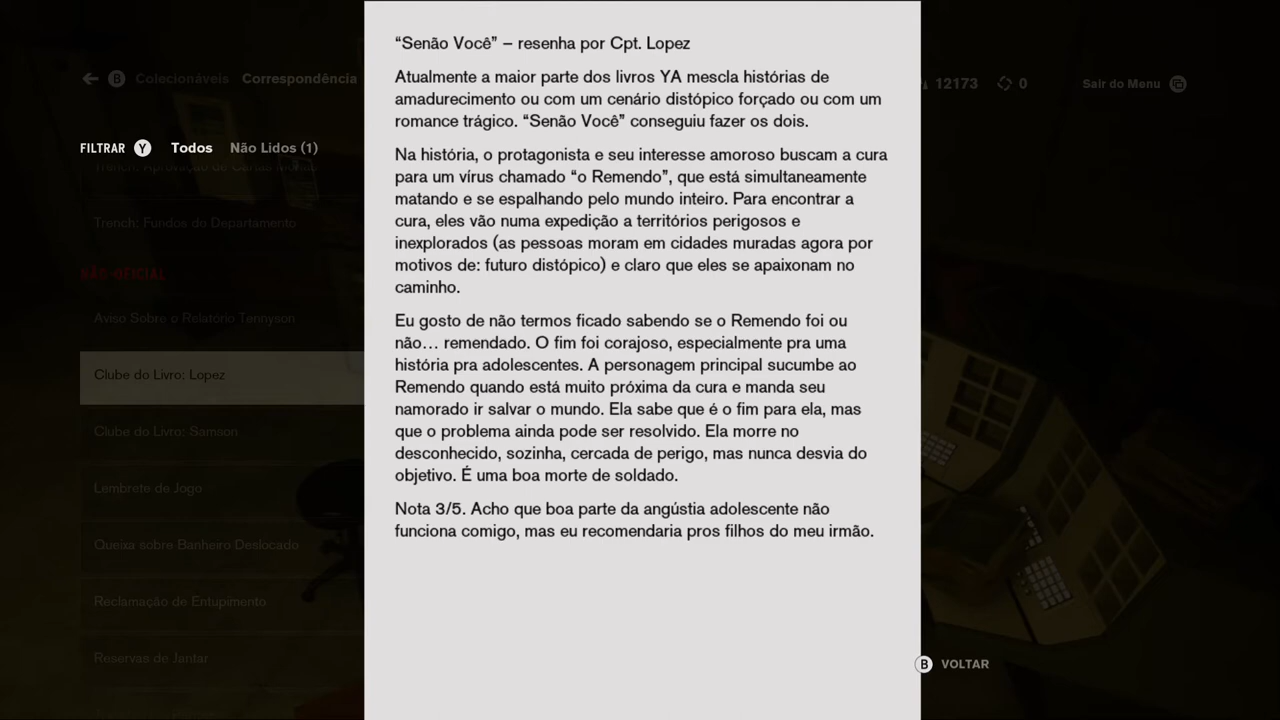 “Senão Você” – resenha por Cpt. Lopez
Atualmente a maior parte dos livros YA mescla histórias de
amadurecimento ou com um cenário distópico forçado ou com um
romance trágico. “Senão Você” conseguiu fazer os dois.
Na história, o protagonista e seu interesse amoroso buscam a cura
para um vírus chamado “o Remendo”, que está simultaneamente
matando e se espalhando pelo mundo inteiro. Para encontrar a
cura, eles vão numa expedição a territórios perigosos e
inexplorados (as pessoas moram em cidades muradas agora por
motivos de: futuro distópico) e claro que eles se apaixonam no
caminho.
Eu gosto de não termos ficado sabendo se o Remendo foi ou
não… remendado. O fim foi corajoso, especialmente pra uma
história pra adolescentes. A personagem principal sucumbe ao
Remendo quando está muito próxima da cura e manda seu
namorado ir salvar o mundo. Ela sabe que é o fim para ela, mas
que o problema ainda pode ser resolvido. Ela morre no
desconhecido, sozinha, cercada de perigo, mas nunca desvia do
objetivo. É uma boa morte de soldado.
Nota 3/5. Acho que boa parte da angústia adolescente não
funciona comigo, mas eu recomendaria pros filhos do meu irmão.
B Colecionáveis Correspondência
12173 0 Sair do Menu
FILTRAR Y Todos Não Lidos (1)
Trench: Aprovação de Cartas
Trench: Fundos do Departamento
NÃO-OFICIAL
Aviso Sobre o Relatório Tennyson
Clube do Livro: Lopez
Clube do Livro: Samson
Lembrete de Jogo
Queixa sobre Banheiro Deslocado
Reclamação de Entupimento
Reservas de Jantar
B VOLTAR